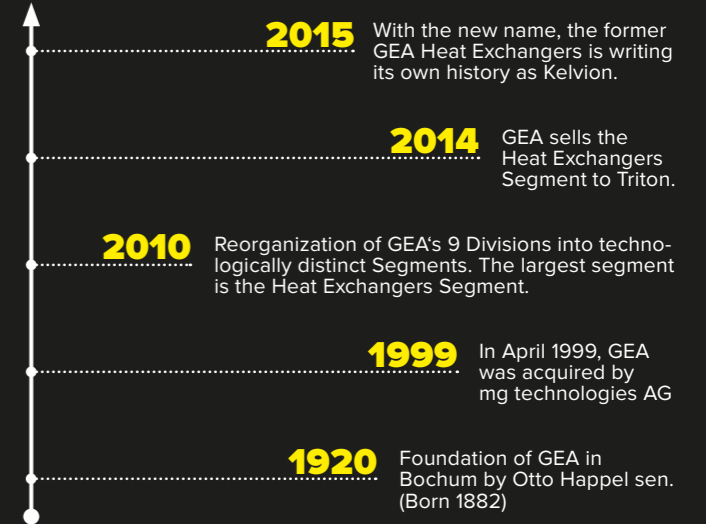 2015
With the new name, the former
GEA Heat Exchangers is writing
its own history as Kelvion.
2014
GEA sells the
Heat Exchangers
Segment to Triton.
2010
Reorganization of GEA‘s 9 Divisions into techno-
logically distinct Segments. The largest segment
is the Heat Exchangers Segment.
1999
In April 1999, GEA
was acquired by
mg technologies AG
1920
Foundation of GEA in
Bochum by Otto Happel sen.
(Born 1882)